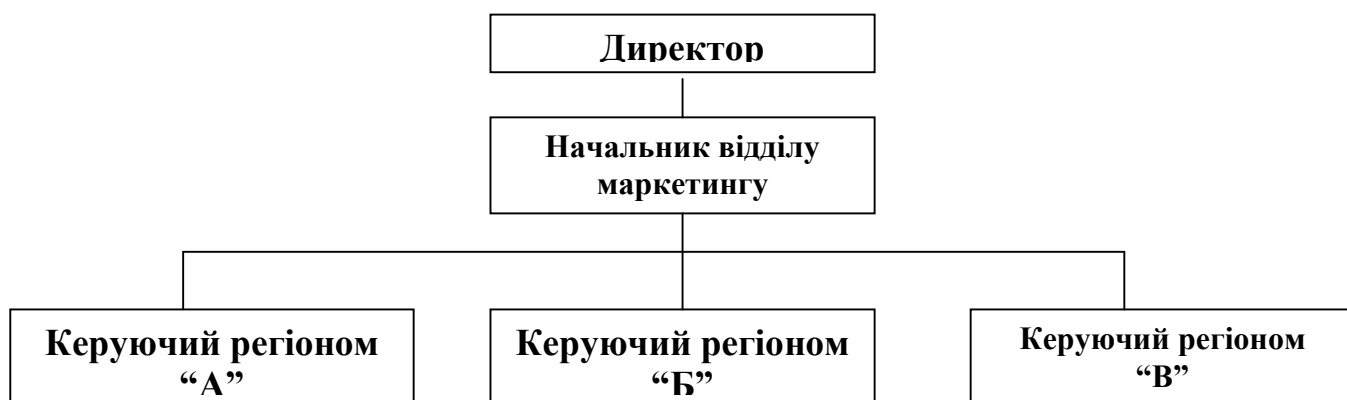 Директор
Начальник відділу
маркетингу
Керуючий регіоном
“А”
Керуючий регіоном
“Б”
Керуючий регіоном
“В”